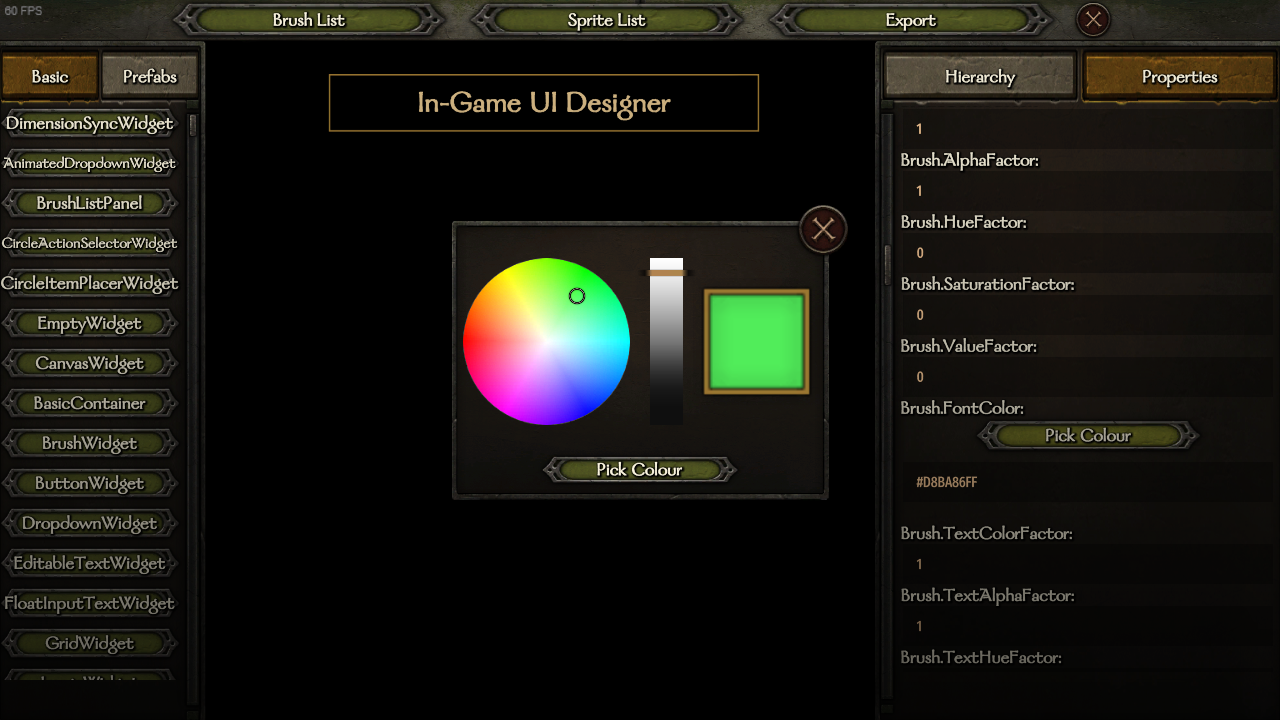 60 FPS
Brush List
Sprite List
Export
Basic
Prefabs
DimensionSyncWidget
AnimatedDropdownWidget
BrushListPanel
CircleActionSelectorWidget
CircleItemPlacerWidget
EmptyWidget
CanvasWidget
BasicContainer
BrushWidget
ButtonWidget
DropdownWidget
EditableTextWidget
FloatInputTextWidget
GridWidget
In-Game UI Designer
Pick Colour
Hierarchy
Properties
1
Brush.AlphaFactor:
1
Brush.HueFactor:
0
Brush.SaturationFactor:
0
Brush.ValueFactor:
0
Brush.FontColor:
Pick Colour
#D8BA86FF
Brush.TextColorFactor:
1
Brush.TextAlphaFactor:
1
Brush.TextHueFactor: